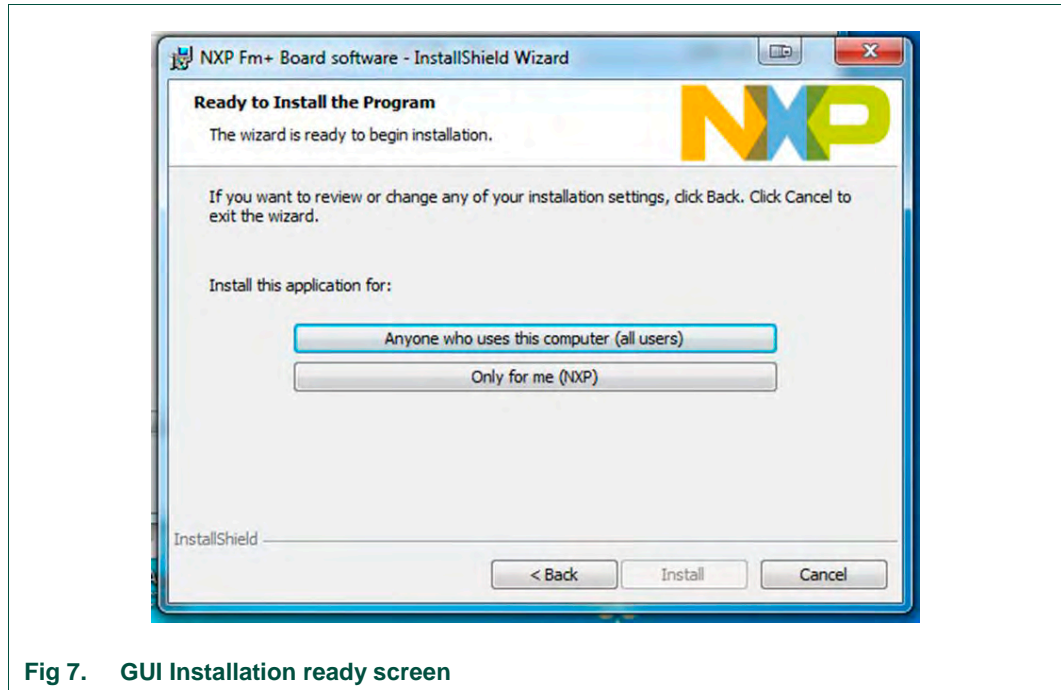 NXP Fm+ Board software - InstallShield Wizard
Ready to Install the Program
The wizard is ready to begin installation.
NXP
If you want to review or change any of your installation settings, click Back. Click Cancel to
exit the wizard.
Install this application for:
Anyone who uses this computer (all users)
Only for me (NXP)
InstallShield
< Back
Install
Cancel
Fig 7. GUI Installation ready screen